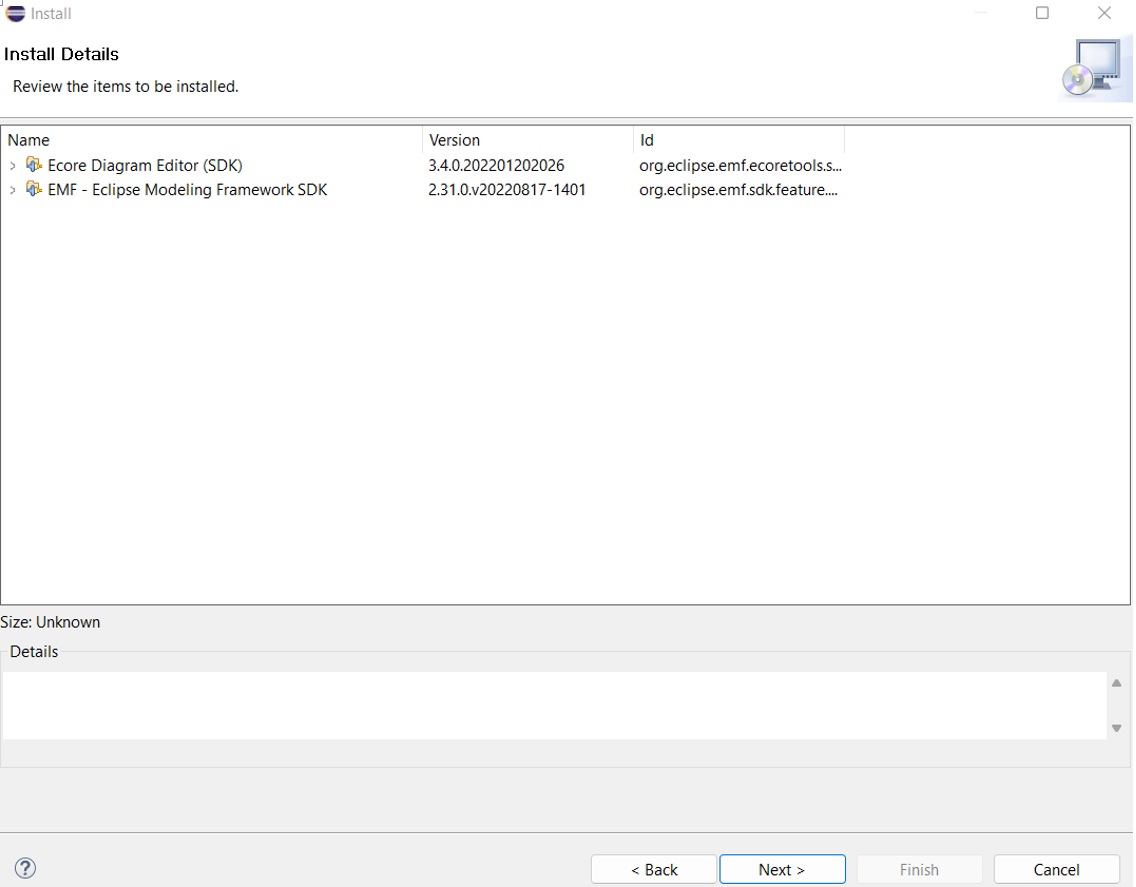 Install
Install Details
Review the items to be installed.
Name Version Id
Ecore Diagram Editor (SDK) 3.4.0.202201202026 org.eclipse.emf.ecoretools.s...
EMF - Eclipse Modeling Framework SDK 2.31.0.v20220817-1401 org.eclipse.emf.sdk.feature....
Size: Unknown
Details
?
< Back Next > Finish Cancel